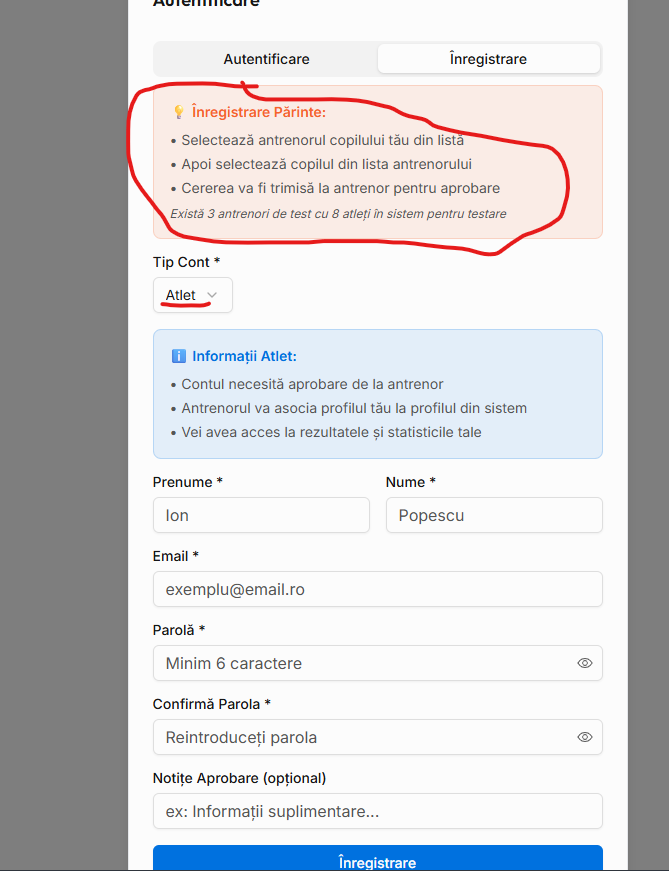 Autentificare
Autentificare Înregistrare
💡 Înregistrare Părinte:
• Selectează antrenorul copilului tău din listă
• Apoi selectează copilul din lista antrenorului
• Cererea va fi trimisă la antrenor pentru aprobare
Există 3 antrenori de test cu 8 atleți în sistem pentru testare
Tip Cont *
Atlet
ℹ️ Informații Atlet:
• Contul necesită aprobare de la antrenor
• Antrenorul va asocia profilul tău la profilul din sistem
• Vei avea acces la rezultatele și statisticile tale
Prenume * Nume *
Ion Popescu
Email *
exemplu@email.ro
Parolă *
Minim 6 caractere
Confirmă Parola *
Reintroduceți parola
Notițe Aprobare (opțional)
ex: Informații suplimentare...
Înregistrare